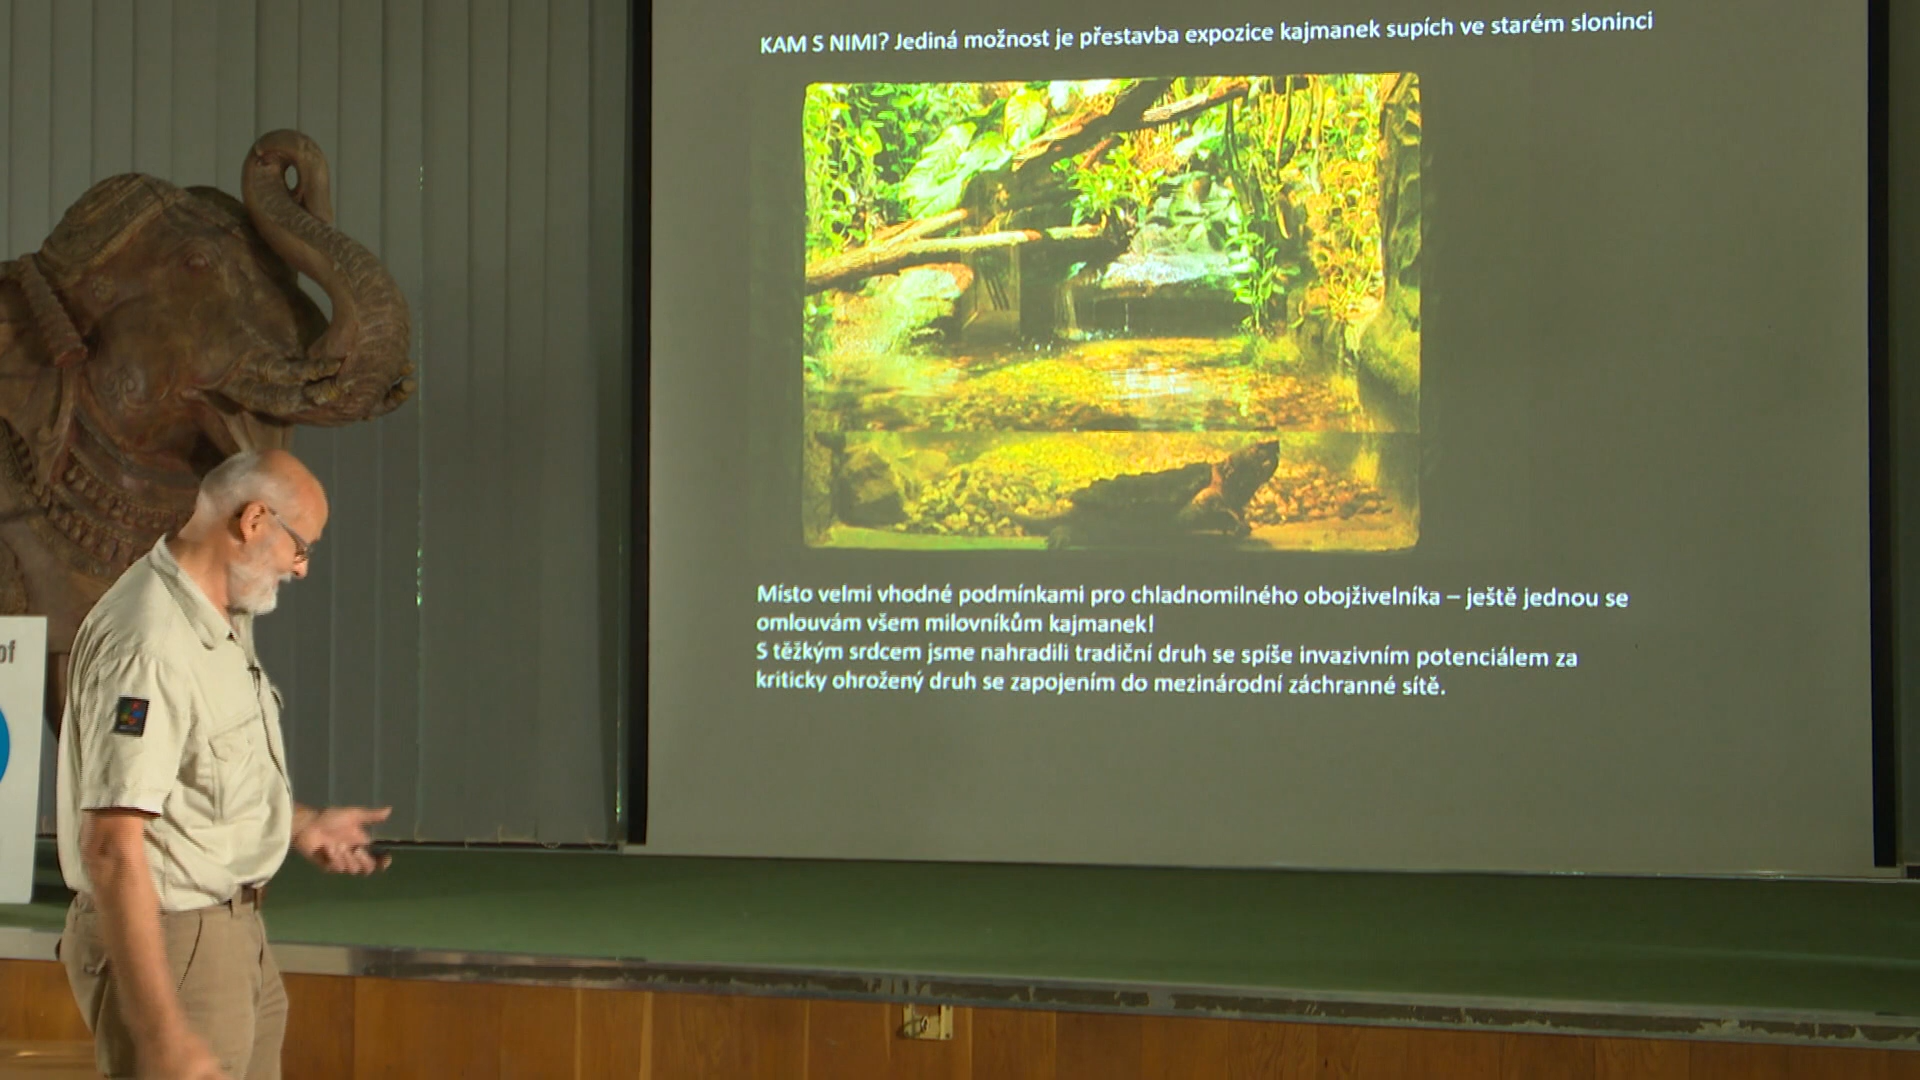 KAM S NIMI? Jediná možnost je přestavba expozice kajmanek supích ve starém sloninci
Místo velmi vhodné podmínkami pro chladnomilného obojživelníka – ještě jednou se
omlouvám všem milovníkům kajmanek!
S těžkým srdcem jsme nahradili tradiční druh se spíše invazivním potenciálem za
kriticky ohrožený druh se zapojením do mezinárodní záchranné sítě.
of